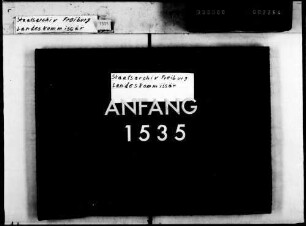 Staatsarchiv Freiburg
Landeskommissär
Staatsarchiv Freiburg
Landeskommissär
ANFANG
1535